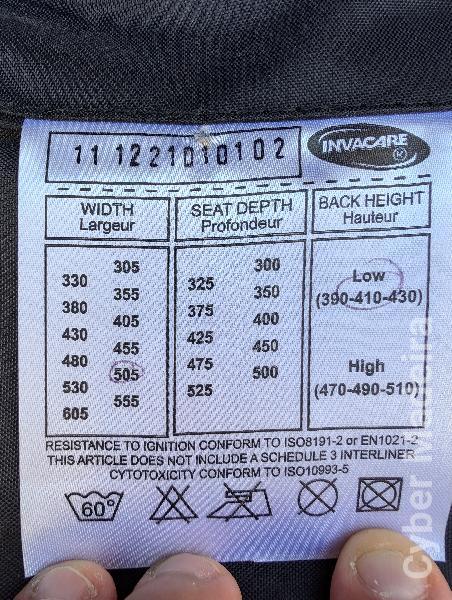 11 1221010102
INVACARE
WIDTH
Largeur
SEAT DEPTH
Profondeur
BACK HEIGHT
Hauteur
305
330
355
380
405
430
455
480
505
530
555
605
300
325
350
375
400
425
450
475
500
525
Low
(390-410-430)
High
(470-490-510)
RESISTANCE TO IGNITION CONFORM TO ISO8191-2 or EN1021-2
THIS ARTICLE DOES NOT INCLUDE A SCHEDULE 3 INTERLINER
CYTOTOXICITY CONFORM TO ISO10993-5
60°
Cyber Madeira